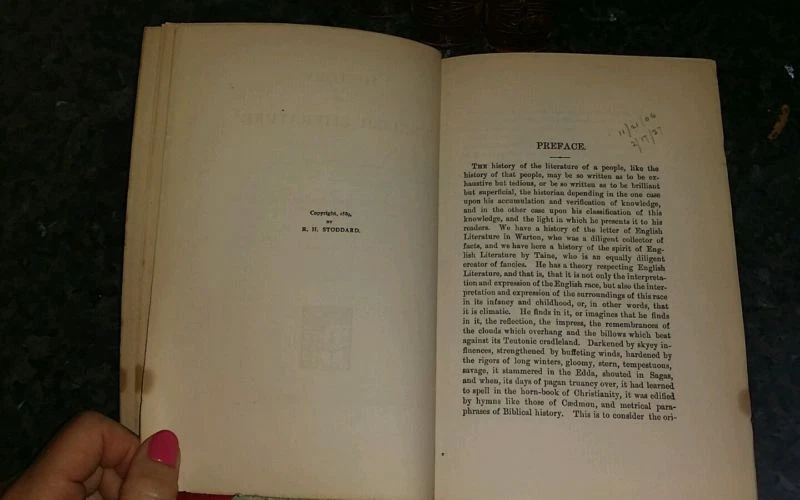 Copyright, 1889,
BY
R. H. STODDARD.
11/21/06
2/17/27
PREFACE.
THE history of the literature of a people, like the
history of that people, may be so written as to be ex-
haustive but tedious, or be so written as to be brilliant
but superficial, the historian depending in the one case
upon his accumulation and verification of knowledge,
and in the other case upon his classification of this
knowledge, and the light in which he presents it to his
readers. We have a history of the letter of English
Literature in Warton, who was a diligent collector of
facts, and we have here a history of the spirit of Eng-
lish Literature by Taine, who is an equally diligent
creator of fancies. He has a theory respecting English
Literature, and that is, that it is not only the interpreta-
tion and expression of the English race, but also the inter-
pretation and expression of the surroundings of this race
in its infancy and childhood, or, in other words, that
it is climatic. He finds in it, or imagines that he finds
in it, the reflection, the impress, the remembrances of
the clouds which overhang and the billows which beat
against its Teutonic cradleland. Darkened by skyey in-
fluences, strengthened by buffeting winds, hardened by
the rigors of long winters, gloomy, stern, tempestuous,
savage, it stammered in the Edda, shouted in Sagas,
and when, its days of pagan truancy over, it had learned
to spell in the horn-book of Christianity, it was edified
by hymns like those of Cædmon, and metrical para-
phrases of Biblical history. This is to consider the ori-